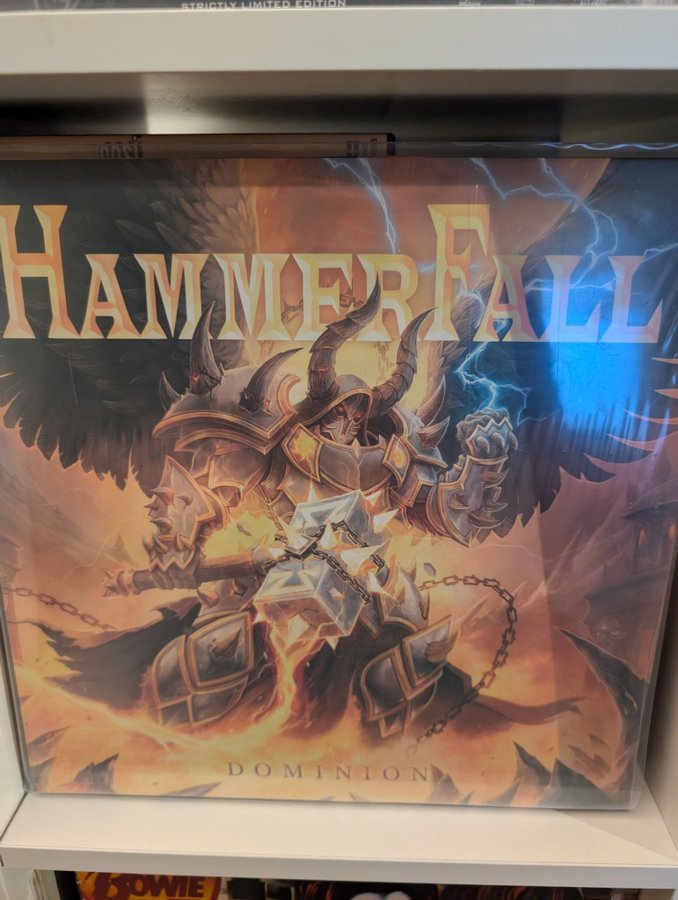 STRICTLY LIMITED EDITION
HAMMERFALL
DOMINION
BOWIE